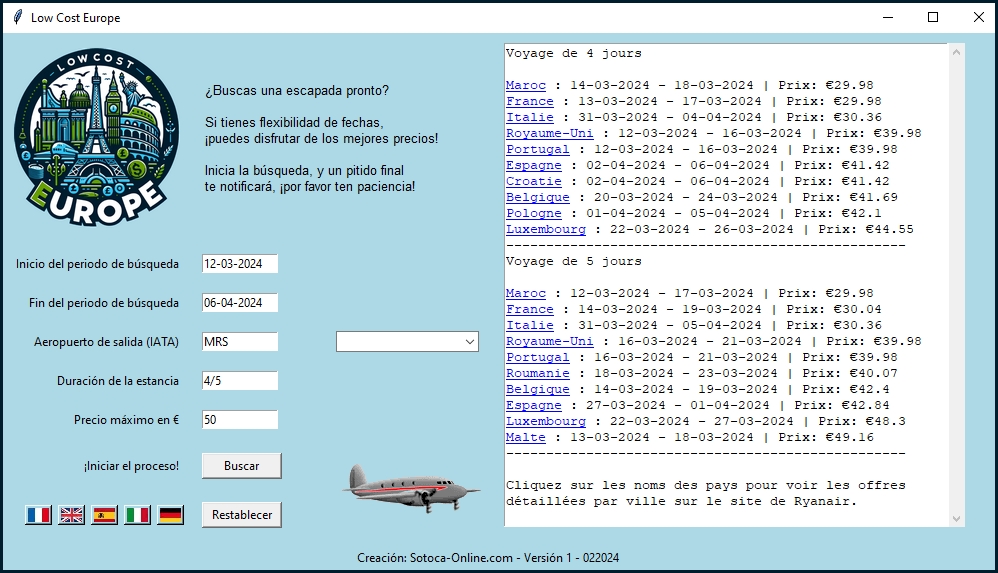 Low Cost Europe
LOWCOST
EUROPE
¿Buscas una escapada pronto?
Si tienes flexibilidad de fechas,
¡puedes disfrutar de los mejores precios!
Inicia la búsqueda, y un pitido final
te notificará, ¡por favor ten paciencia!
Inicio del periodo de búsqueda 12-03-2024
Fin del periodo de búsqueda 06-04-2024
Aeropuerto de salida (IATA) MRS
Duración de la estancia 4/5
Precio máximo en € 50
¡Iniciar el proceso! Buscar
Restablecer
Voyage de 4 jours
Maroc : 14-03-2024 - 18-03-2024 | Prix: €29.98
France : 13-03-2024 - 17-03-2024 | Prix: €29.98
Italie : 31-03-2024 - 04-04-2024 | Prix: €30.36
Royaume-Uni : 12-03-2024 - 16-03-2024 | Prix: €39.98
Portugal : 12-03-2024 - 16-03-2024 | Prix: €39.98
Espagne : 02-04-2024 - 06-04-2024 | Prix: €41.42
Croatie : 02-04-2024 - 06-04-2024 | Prix: €41.42
Belgique : 20-03-2024 - 24-03-2024 | Prix: €41.69
Pologne : 01-04-2024 - 05-04-2024 | Prix: €42.1
Luxembourg : 22-03-2024 - 26-03-2024 | Prix: €44.55
--------------------------------------------------
Voyage de 5 jours
Maroc : 12-03-2024 - 17-03-2024 | Prix: €29.98
France : 14-03-2024 - 19-03-2024 | Prix: €30.04
Italie : 31-03-2024 - 05-04-2024 | Prix: €30.36
Royaume-Uni : 16-03-2024 - 21-03-2024 | Prix: €39.98
Portugal : 16-03-2024 - 21-03-2024 | Prix: €39.98
Roumanie : 18-03-2024 - 23-03-2024 | Prix: €40.07
Belgique : 14-03-2024 - 19-03-2024 | Prix: €42.4
Espagne : 27-03-2024 - 01-04-2024 | Prix: €42.84
Luxembourg : 22-03-2024 - 27-03-2024 | Prix: €48.3
Malte : 13-03-2024 - 18-03-2024 | Prix: €49.16
--------------------------------------------------
Cliquez sur les noms des pays pour voir les offres
détaillées par ville sur le site de Ryanair.
Creación: Sotoca-Online.com - Versión 1 - 022024